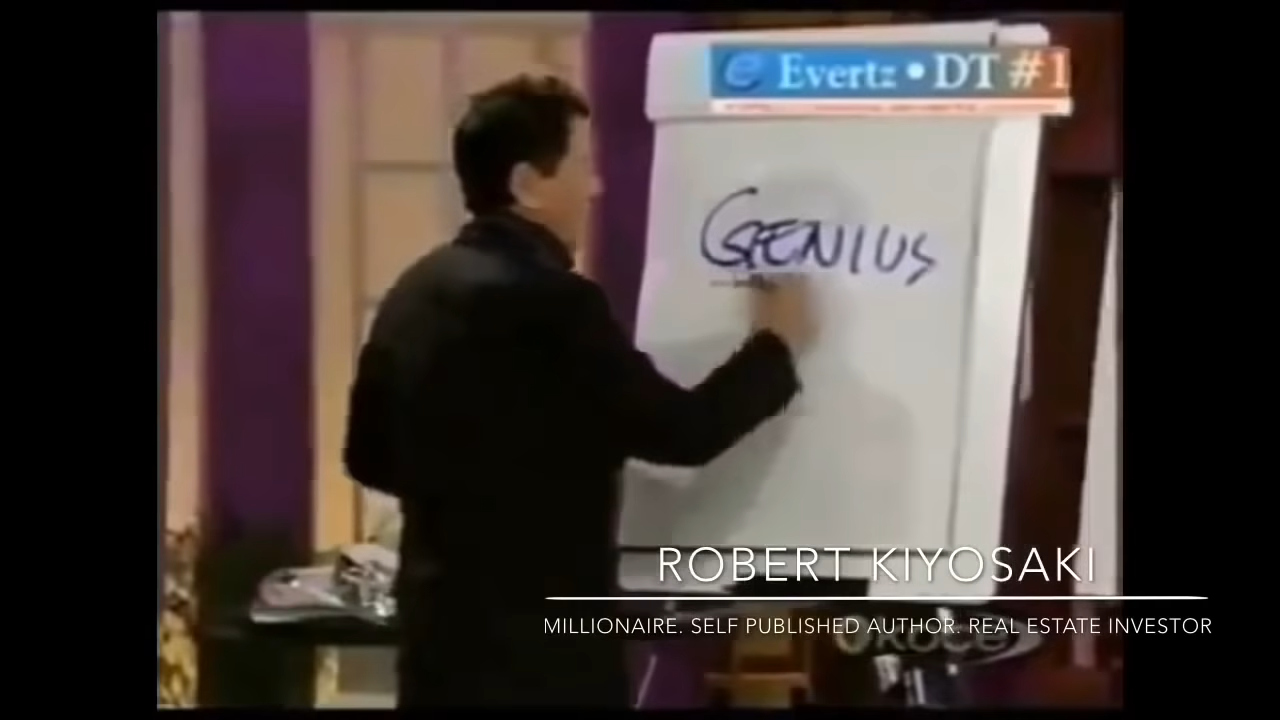 Evertz • DT #1
GENIUS
ROBERT KIYOSAKI
MILLIONAIRE. SELF PUBLISHED AUTHOR. REAL ESTATE INVESTOR